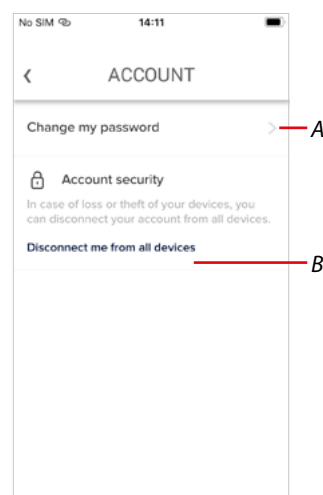 No SIM 14:11
ACCOUNT
Change my password
A
Account security
In case of loss or theft of your devices, you
can disconnect your account from all devices.
Disconnect me from all devices
B